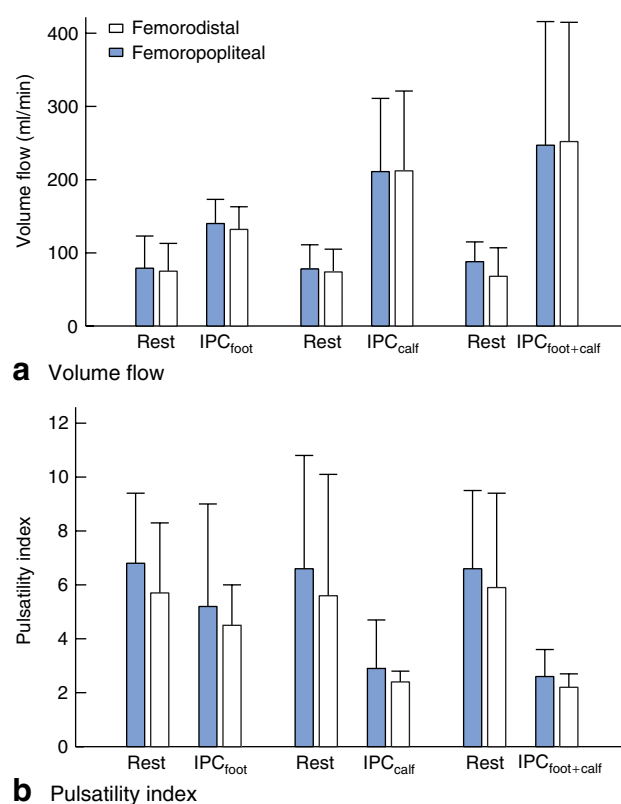 Femorodistal
Femoropopliteal
Volume flow (ml/min)
400
300
200
100
0
Rest IPCfoot Rest IPCcalf Rest IPCfoot+calf
a Volume flow
Pulsatility index
12
10
8
6
4
2
0
Rest IPCfoot Rest IPCcalf Rest IPCfoot+calf
b Pulsatility index